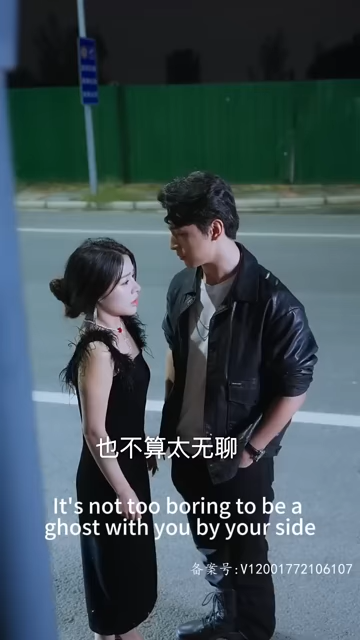 也不算太无聊
It's not too boring to be a
ghost with you by your side
备案号:V12001772106107